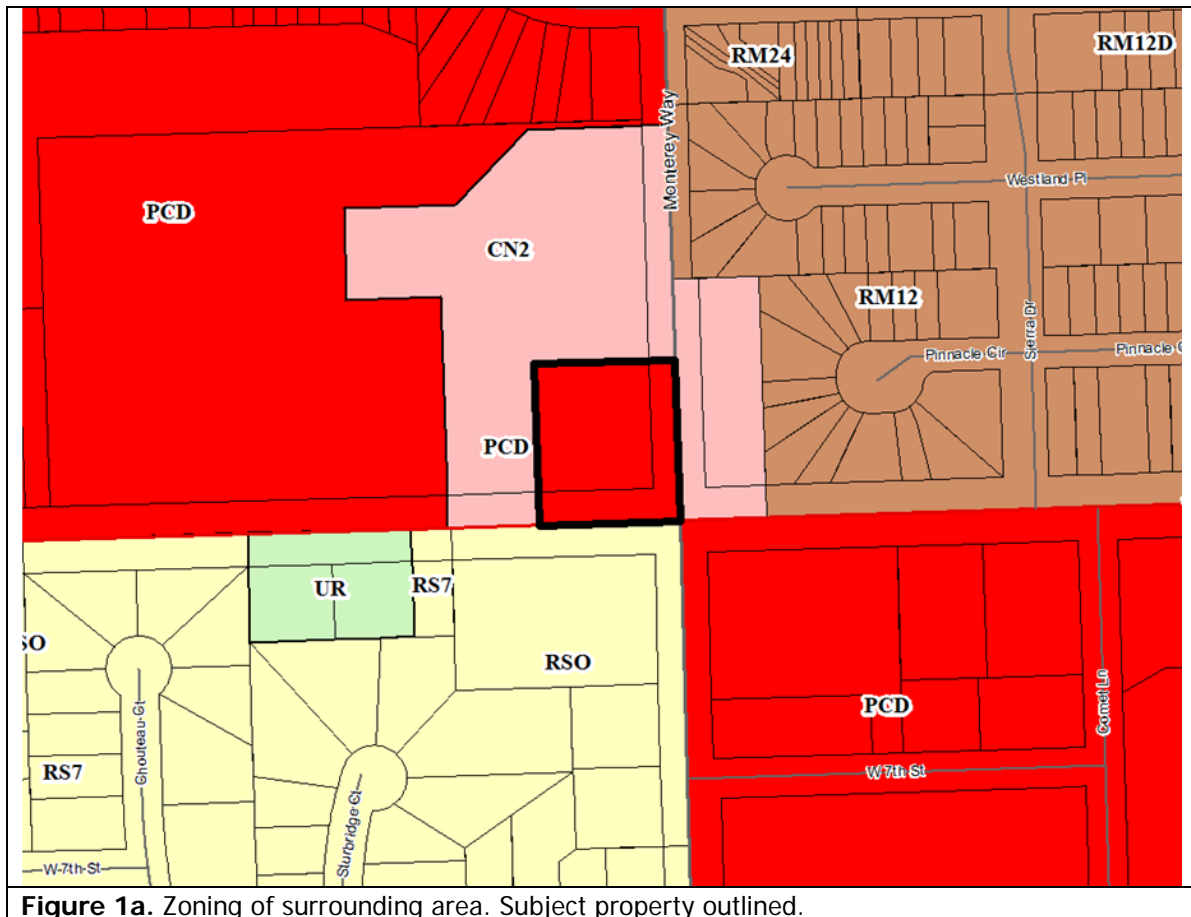 RM24
RM12D
Monterey Way
Westland Pl
PCD
CN2
RM12
Sierra Dr
Pinnacle Cir
Pinnacle C
PCD
UR
RS7
SO
RSO
Chouteau Ct
PCD
Comet Ln
RS7
W 7th St
Sturbridge Ct
W 7th St
Figure 1a. Zoning of surrounding area. Subject property outlined.